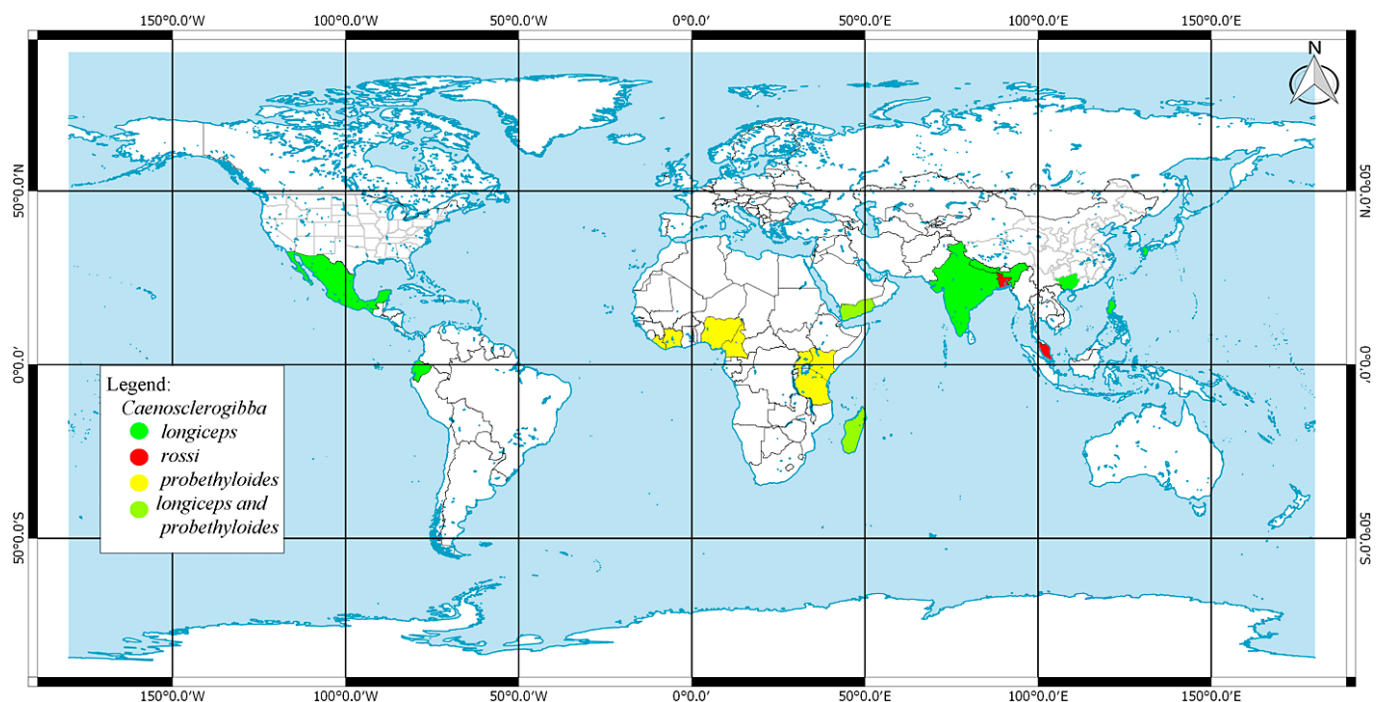 150°0.0′W 100°0.0′W 50°0.0′W 0°0.0′ 50°0.0′E 100°0.0′E 150°0.0′E
N
50°0.0′N
50°0.0′N
0°0.0′
0°0.0′
Legend:
Caenosclerogibba
longiceps
rossi
probethyloides
longiceps and
probethyloides
50°0.0′S
50°0.0′S
150°0.0′W 100°0.0′W 50°0.0′W 0°0.0′ 50°0.0′E 100°0.0′E 150°0.0′E